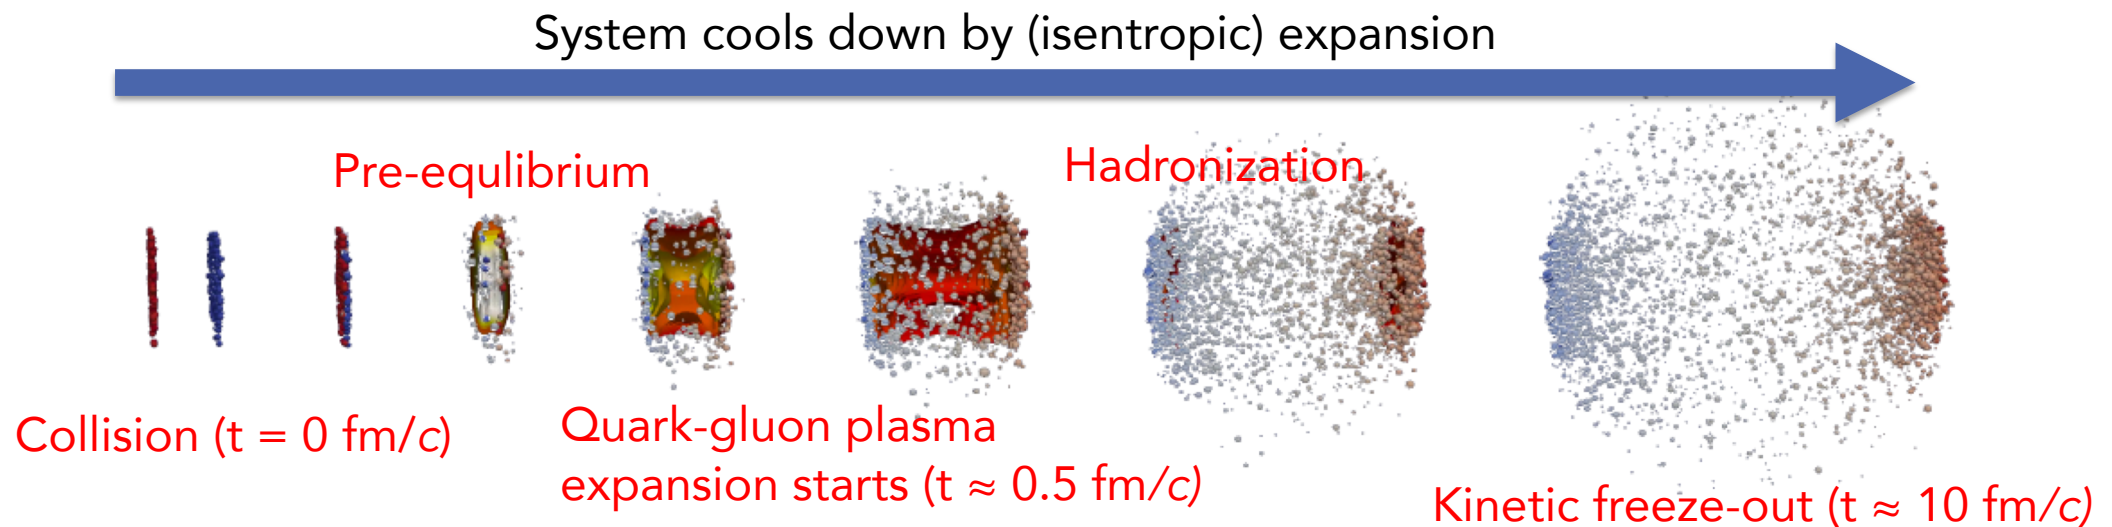 System cools down by (isentropic) expansion
Pre-equlibrium
Hadronization
Collision (t = 0 fm/c)
Quark-gluon plasma
expansion starts (t ≈ 0.5 fm/c)
Kinetic freeze-out (t ≈ 10 fm/c)